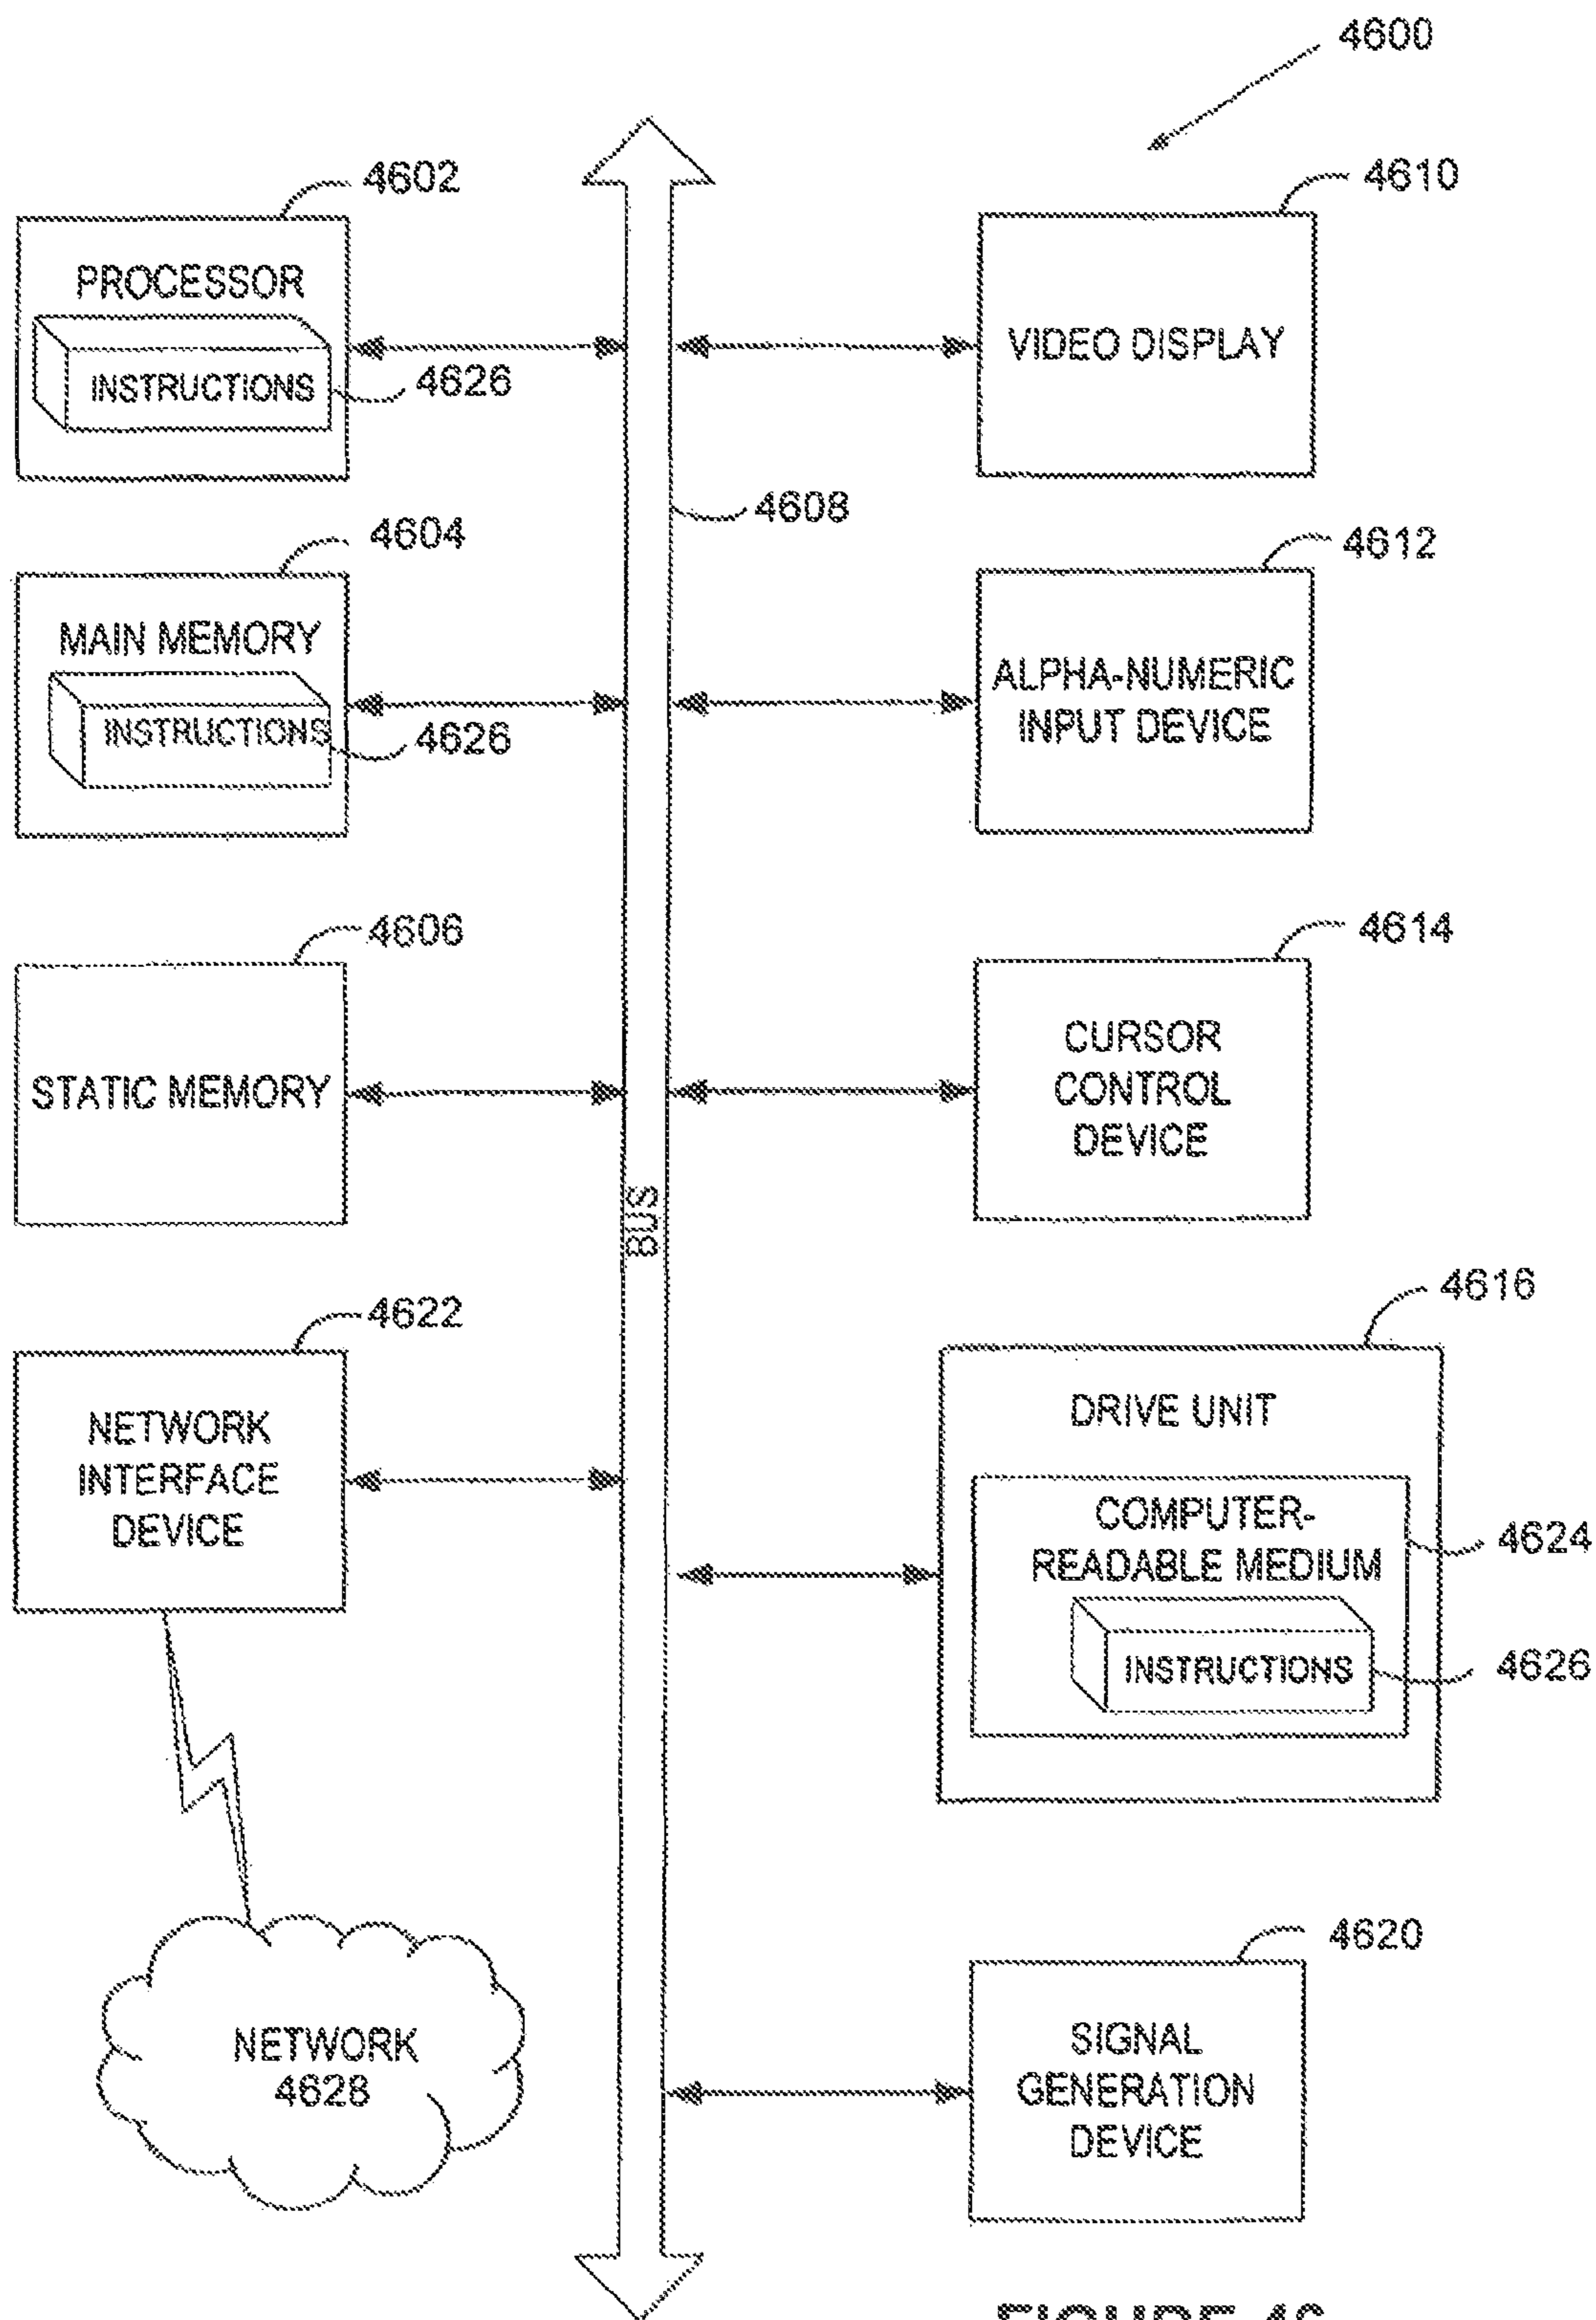 4600
4602
PROCESSOR
INSTRUCTIONS
4626
4610
VIDEO DISPLAY
4608
4604
MAIN MEMORY
INSTRUCTIONS
4626
4612
ALPHA-NUMERIC
INPUT DEVICE
4606
STATIC MEMORY
4614
CURSOR
CONTROL
DEVICE
BUS
4622
NETWORK
INTERFACE
DEVICE
4616
DRIVE UNIT
COMPUTER-
READABLE MEDIUM
4624
INSTRUCTIONS
4626
NETWORK
4628
4620
SIGNAL
GENERATION
DEVICE
FIGURE 46